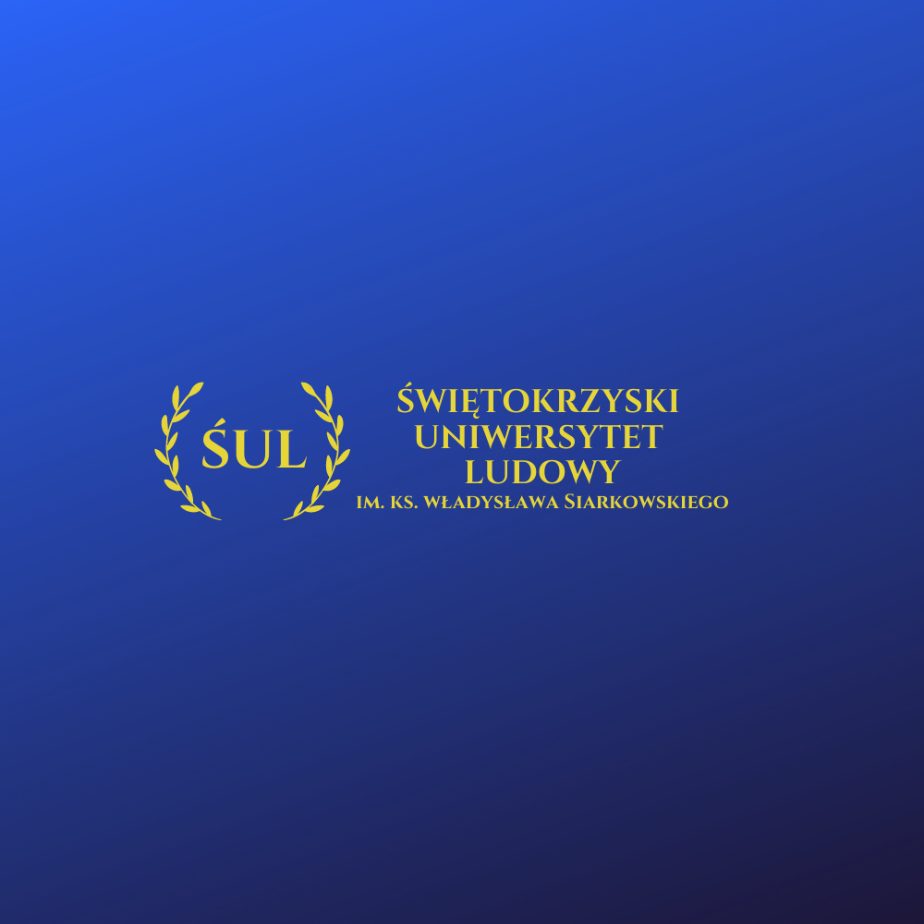 ŚUL
ŚWIĘTOKRZYSKI
UNIWERSYTET
LUDOWY
IM. KS. WŁADYSŁAWA SIARKOWSKIEGO